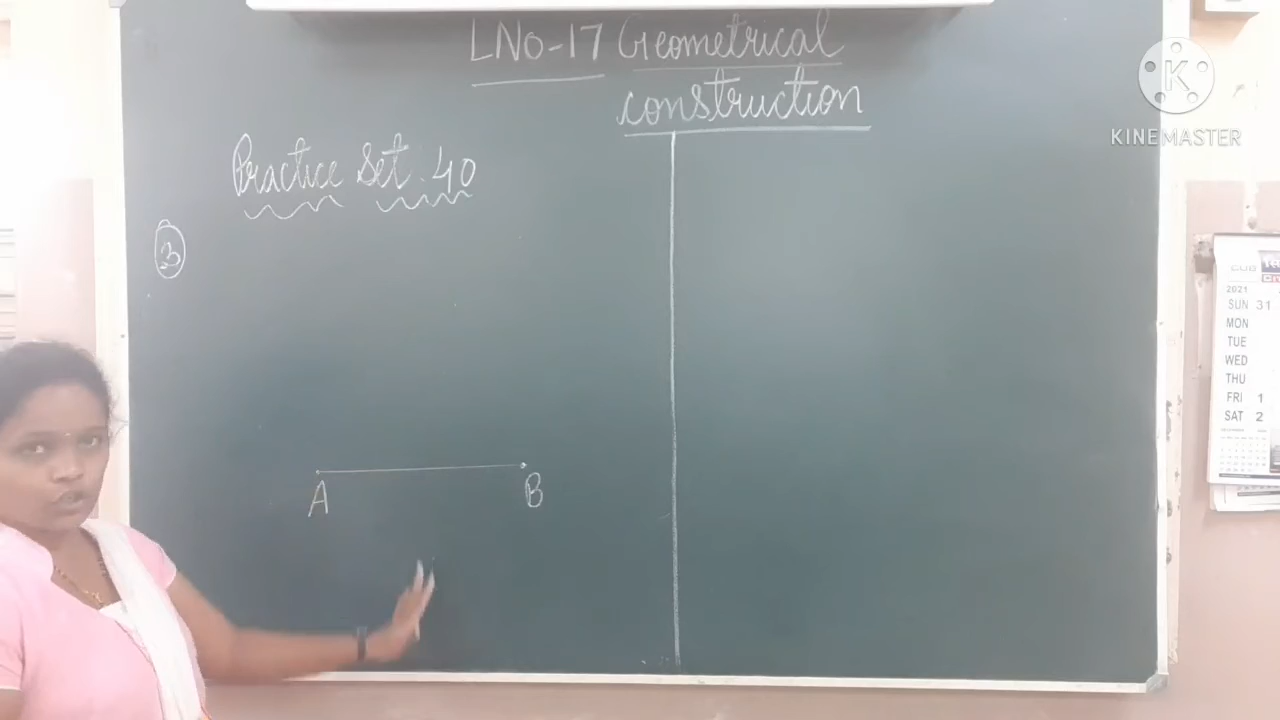 LNO-17 Geometrical
construction
KINEMASTER
Practice Set. 40
3
A
B
2021
SUN 31
MON
TUE
WED
THU
FRI 1
SAT 2